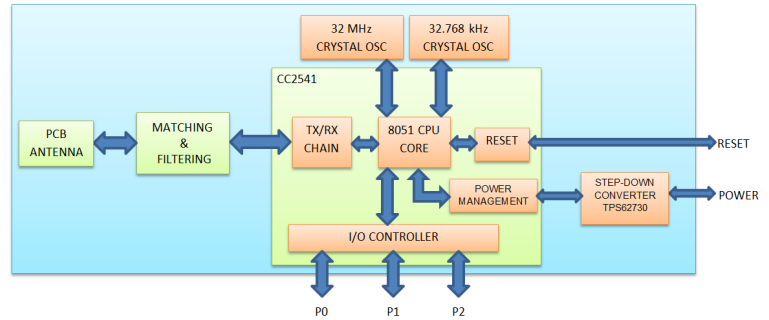 32 MHz
CRYSTAL OSC
32.768 kHz
CRYSTAL OSC
CC2541
PCB
ANTENNA
MATCHING
&
FILTERING
TX/RX
CHAIN
8051 CPU
CORE
RESET
RESET
POWER
MANAGEMENT
STEP-DOWN
CONVERTER
TPS62730
POWER
I/O CONTROLLER
P0
P1
P2